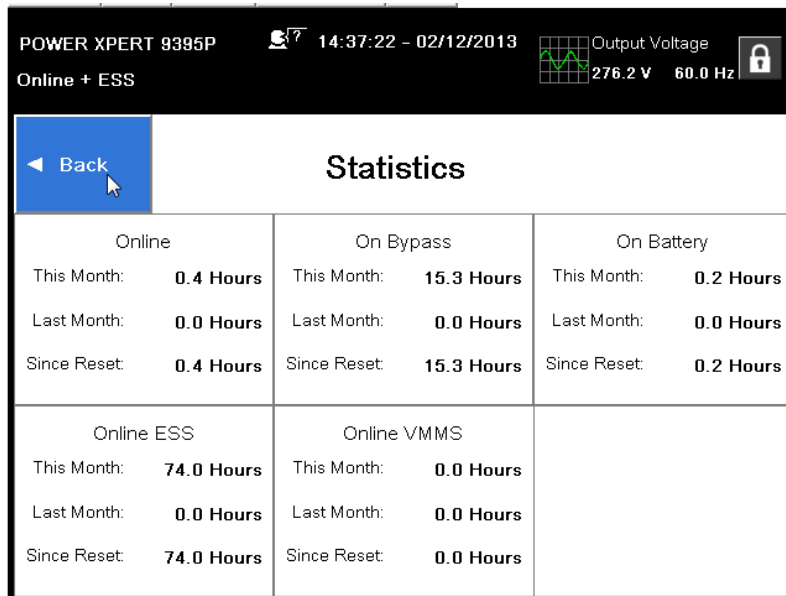 POWER XPERT 9395P
? 14:37:22 - 02/12/2013
Output Voltage
276.2 V 60.0 Hz
Online + ESS
Back
Statistics
Online
This Month: 0.4 Hours
Last Month: 0.0 Hours
Since Reset: 0.4 Hours
On Bypass
This Month: 15.3 Hours
Last Month: 0.0 Hours
Since Reset: 15.3 Hours
On Battery
This Month: 0.2 Hours
Last Month: 0.0 Hours
Since Reset: 0.2 Hours
Online ESS
This Month: 74.0 Hours
Last Month: 0.0 Hours
Since Reset: 74.0 Hours
Online VMMS
This Month: 0.0 Hours
Last Month: 0.0 Hours
Since Reset: 0.0 Hours